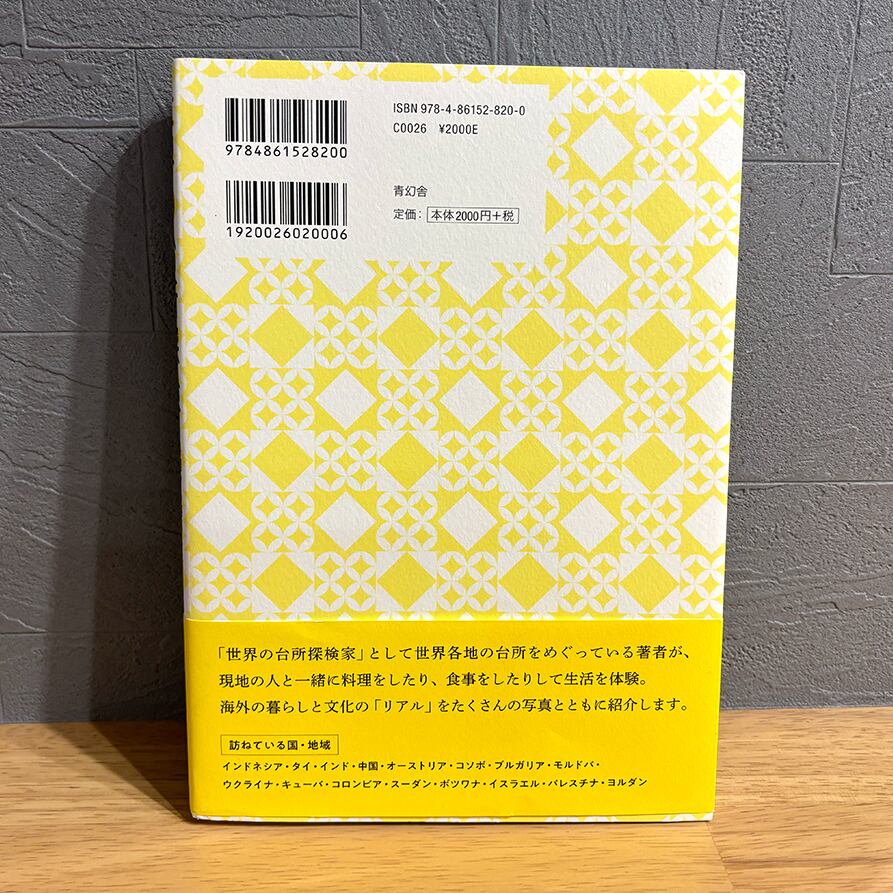 9784861528200
1920026020006
ISBN 978-4-86152-820-0
C0026 ¥2000E
青幻舎
定価：本体2000円＋税
「世界の台所探検家」として世界各地の台所をめぐっている著者が、
現地の人と一緒に料理をしたり、食事をしたりして生活を体験。
海外の暮らしと文化の「リアル」をたくさんの写真とともに紹介します。
訪ねている国・地域
インドネシア・タイ・インド・中国・オーストリア・コソボ・ブルガリア・モルドバ・
ウクライナ・キューバ・コロンビア・スーダン・ボツワナ・イスラエル・パレスチナ・ヨルダン